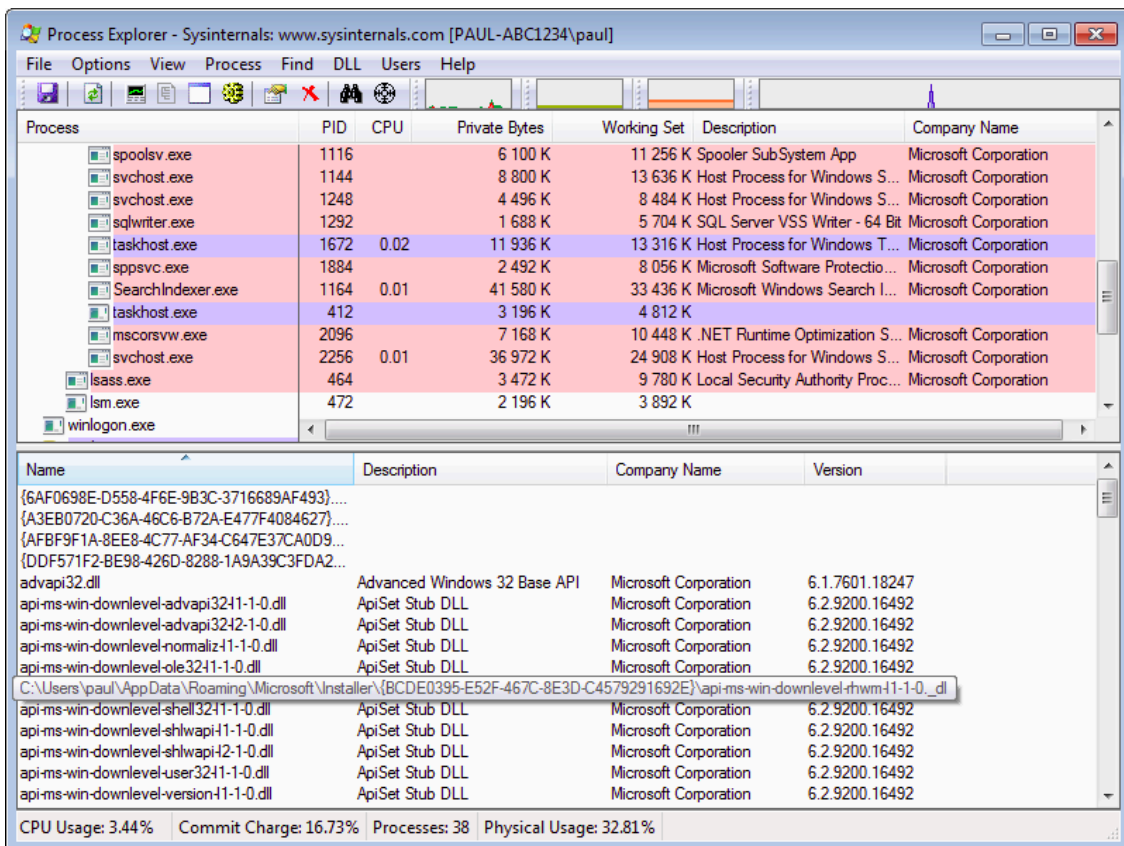 Process Explorer - Sysinternals: www.sysinternals.com [PAUL-ABC1234\paul]
File Options View Process Find DLL Users Help
Process PID CPU Private Bytes Working Set Description Company Name
spoolsv.exe 1116 6 100 K 11 256 K Spooler SubSystem App Microsoft Corporation
svchost.exe 1144 8 800 K 13 636 K Host Process for Windows S... Microsoft Corporation
svchost.exe 1248 4 496 K 8 484 K Host Process for Windows S... Microsoft Corporation
sqlwriter.exe 1292 1 688 K 5 704 K SQL Server VSS Writer - 64 Bit Microsoft Corporation
taskhost.exe 1672 0.02 11 936 K 13 316 K Host Process for Windows T... Microsoft Corporation
sppsvc.exe 1884 2 492 K 8 056 K Microsoft Software Protectio... Microsoft Corporation
SearchIndexer.exe 1164 0.01 41 580 K 33 436 K Microsoft Windows Search I... Microsoft Corporation
taskhost.exe 412 3 196 K 4 812 K
mscorsvw.exe 2096 7 168 K 10 448 K .NET Runtime Optimization S... Microsoft Corporation
svchost.exe 2256 0.01 36 972 K 24 908 K Host Process for Windows S... Microsoft Corporation
lsass.exe 464 3 472 K 9 780 K Local Security Authority Proc... Microsoft Corporation
lsm.exe 472 2 196 K 3 892 K
winlogon.exe
Name Description Company Name Version
{6AF0698E-D558-4F6E-9B3C-3716689AF493}....
{A3EB0720-C36A-46C6-B72A-E477F4084627}....
{AFBF9F1A-8EE8-4C77-AF34-C647E37CA0D9...
{DDF571F2-BE98-426D-8288-1A9A39C3FDA2...
advapi32.dll Advanced Windows 32 Base API Microsoft Corporation 6.1.7601.18247
api-ms-win-downlevel-advapi32-l1-1-0.dll ApiSet Stub DLL Microsoft Corporation 6.2.9200.16492
api-ms-win-downlevel-advapi32-l2-1-0.dll ApiSet Stub DLL Microsoft Corporation 6.2.9200.16492
api-ms-win-downlevel-normaliz-l1-1-0.dll ApiSet Stub DLL Microsoft Corporation 6.2.9200.16492
api-ms-win-downlevel-ole32-l1-1-0.dll ApiSet Stub DLL Microsoft Corporation 6.2.9200.16492
C:\Users\paul\AppData\Roaming\Microsoft\Installer\{BCDE0395-E52F-467C-8E3D-C4579291692E}\api-ms-win-downlevel-rhwm-l1-1-0._dl
api-ms-win-downlevel-shell32-l1-1-0.dll ApiSet Stub DLL Microsoft Corporation 6.2.9200.16492
api-ms-win-downlevel-shlwapi-l1-1-0.dll ApiSet Stub DLL Microsoft Corporation 6.2.9200.16492
api-ms-win-downlevel-shlwapi-l2-1-0.dll ApiSet Stub DLL Microsoft Corporation 6.2.9200.16492
api-ms-win-downlevel-user32-l1-1-0.dll ApiSet Stub DLL Microsoft Corporation 6.2.9200.16492
api-ms-win-downlevel-version-l1-1-0.dll ApiSet Stub DLL Microsoft Corporation 6.2.9200.16492
CPU Usage: 3.44% Commit Charge: 16.73% Processes: 38 Physical Usage: 32.81%